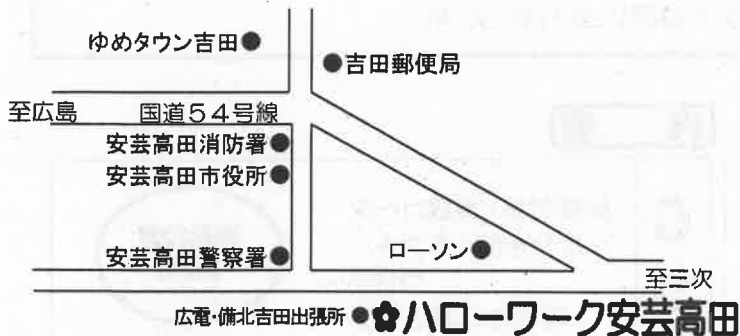 ゆめタウン吉田●
●吉田郵便局
至広島
国道54号線
安芸高田消防署●
安芸高田市役所●
安芸高田警察署●
ローソン●
至三次
広電・備北吉田出張所●
ハローワーク安芸高田